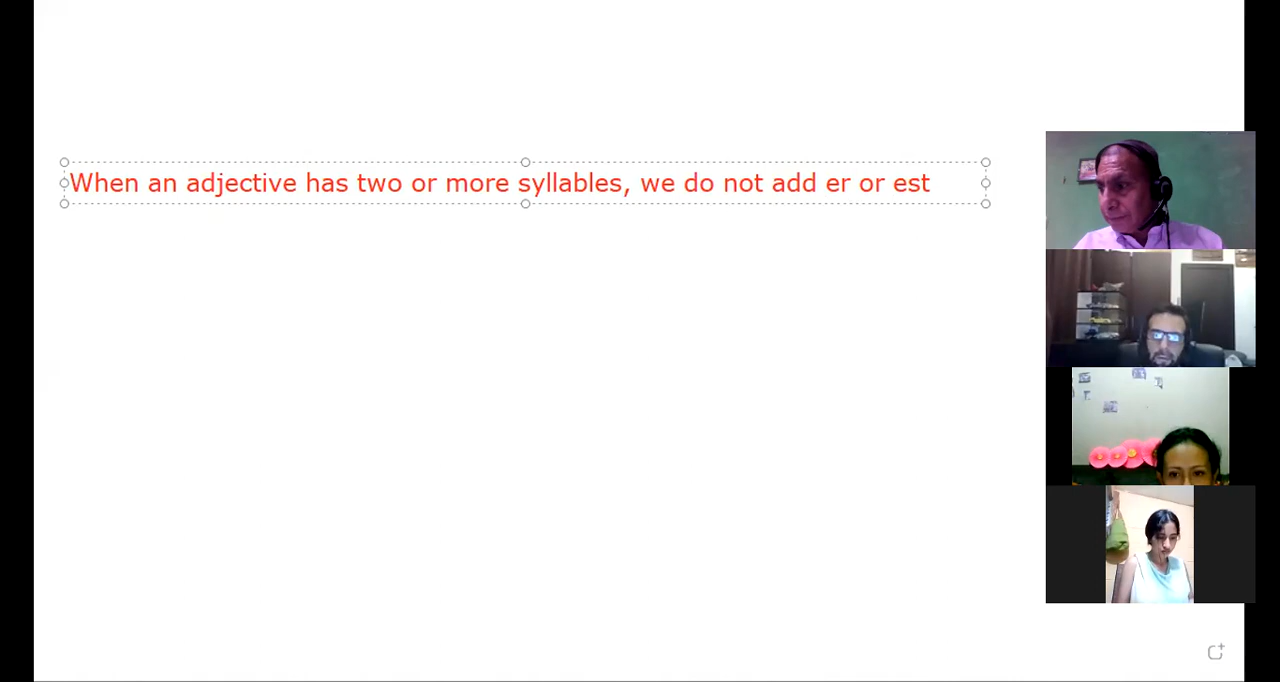 When an adjective has two or more syllables, we do not add er or est